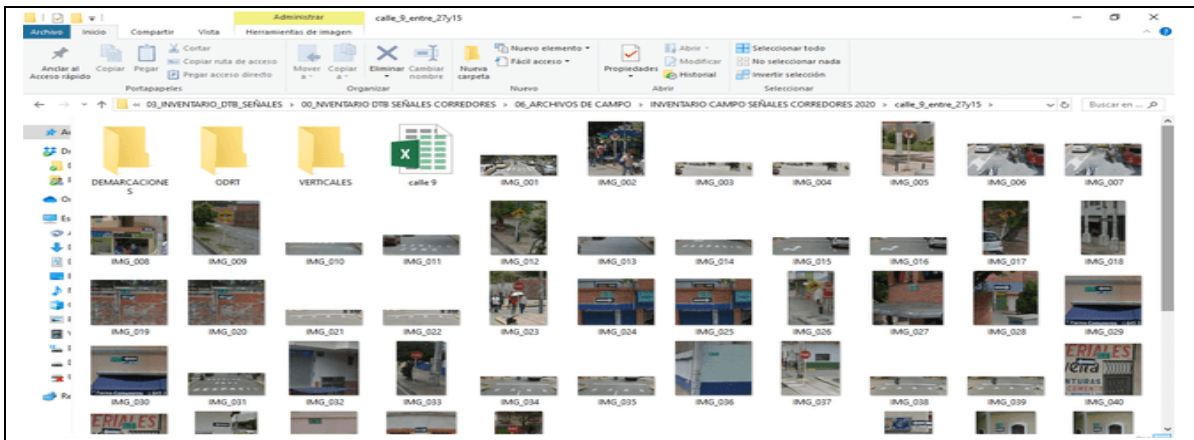 Administrar
calle_9_entre_27y15
Archivo Inicio Compartir Vista Herramientas de imagen
Anclar al Acceso rápido
Copiar
Pegar
Cortar
Copiar ruta de acceso
Pegar acceso directo
Mover a
Copiar a
Eliminar
Cambiar nombre
Nueva carpeta
Nuevo elemento
Fácil acceso
Propiedades
Abrir
Modificar
Historial
Seleccionar todo
No seleccionar nada
Invertir selección
Portapapeles Organizar Nuevo Abrir Seleccionar
« 03_INVENTARIO_DTB_SEÑALES > 00_NVENTARIO DTB SEÑALES CORREDORES > 06_ARCHIVOS DE CAMPO > INVENTARIO CAMPO SEÑALES CORREDORES 2020 > calle_9_entre_27y15 >
Buscar en ...
DEMARCACIONE
S
ODRT VERTICALES calle 9 IMG_001 IMG_002 IMG_003 IMG_004 IMG_005 IMG_006 IMG_007
IMG_008 IMG_009 IMG_010 IMG_011 IMG_012 IMG_013 IMG_014 IMG_015 IMG_016 IMG_017 IMG_018
IMG_019 IMG_020 IMG_021 IMG_022 IMG_023 IMG_024 IMG_025 IMG_026 IMG_027 IMG_028 IMG_029
IMG_030 IMG_031 IMG_032 IMG_033 IMG_034 IMG_035 IMG_036 IMG_037 IMG_038 IMG_039 IMG_040